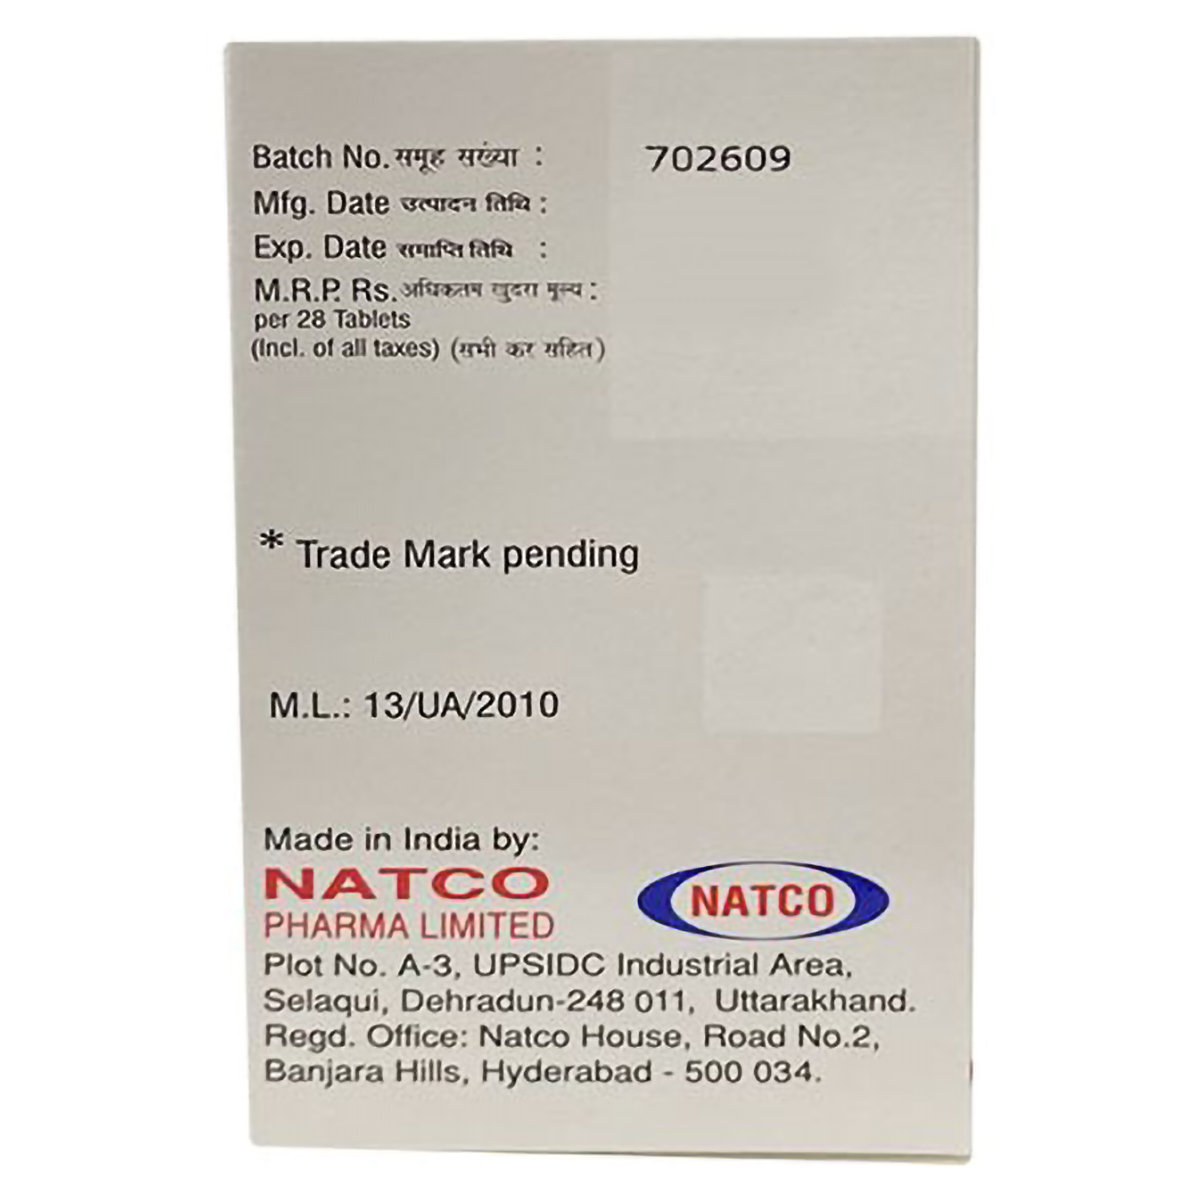 Batch No. समूह सख्या : 702609
Mfg. Date उत्पादन तिथि :
Exp. Date समाप्ति तिथि :
M.R.P. Rs. अधिकतम खुदरा मूल्य :
per 28 Tablets
(Incl. of all taxes) (सभी कर सहित)
* Trade Mark pending
M.L.: 13/UA/2010
Made in India by:
NATCO
PHARMA LIMITED
NATCO
Plot No. A-3, UPSIDC Industrial Area,
Selaqui, Dehradun-248 011, Uttarakhand.
Regd. Office: Natco House, Road No.2,
Banjara Hills, Hyderabad - 500 034.